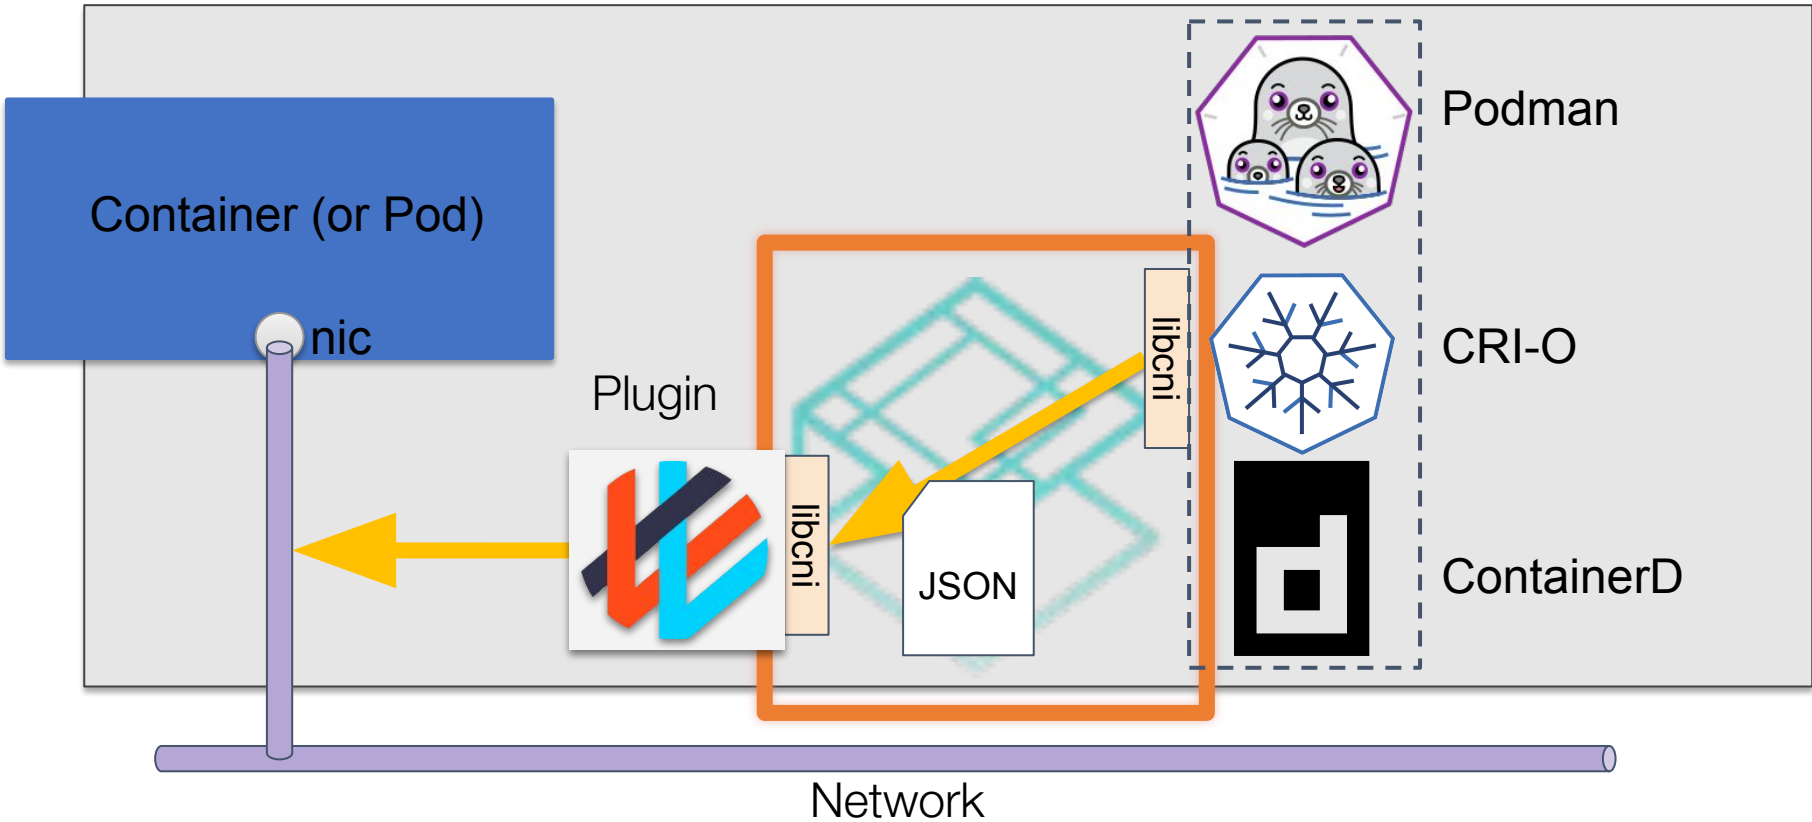 Podman
Container (or Pod)
nic
libcni
CRI-O
Plugin
libcni
JSON
ContainerD
Network